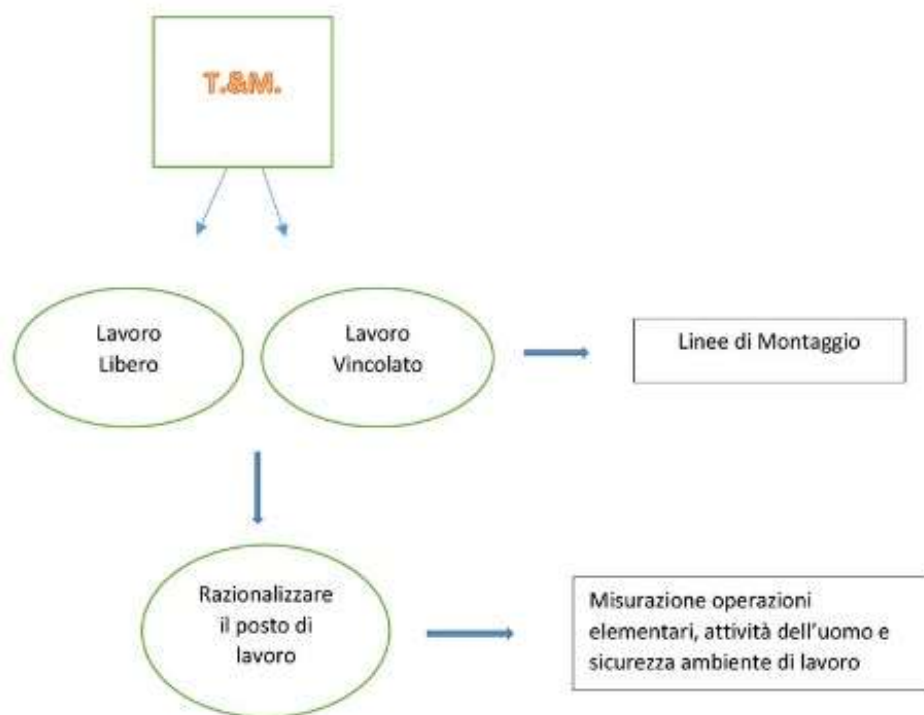 T.&M.
Lavoro
Libero
Lavoro
Vincolato
Linee di Montaggio
Razionalizzare
il posto di
lavoro
Misurazione operazioni
elementari, attività dell'uomo e
sicurezza ambiente di lavoro